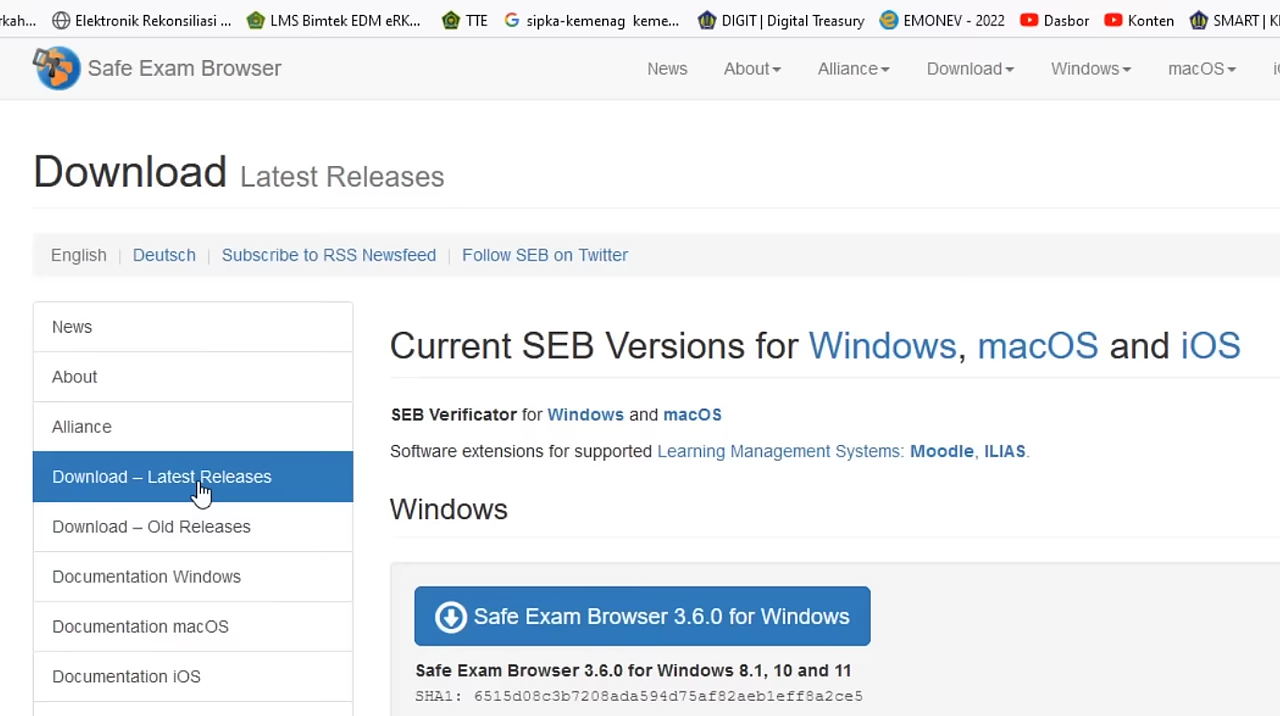 rkah... Elektronik Rekonsiliasi ... LMS Bimtek EDM eRK... TTE sipka-kemenag keme... DIGIT | Digital Treasury EMONEV - 2022 Dasbor Konten SMART | K
Safe Exam Browser News About Alliance Download Windows macOS
Download Latest Releases
English | Deutsch | Subscribe to RSS Newsfeed | Follow SEB on Twitter
News
About
Alliance
Download – Latest Releases
Download – Old Releases
Documentation Windows
Documentation macOS
Documentation iOS
Current SEB Versions for Windows, macOS and iOS
SEB Verificator for Windows and macOS
Software extensions for supported Learning Management Systems: Moodle, ILIAS.
Windows
Safe Exam Browser 3.6.0 for Windows
Safe Exam Browser 3.6.0 for Windows 8.1, 10 and 11
SHA1: 6515d08c3b7208ada594d75af82aeb1eff8a2ce5